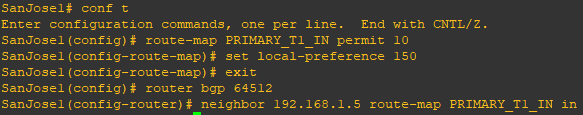 SanJose1# conf t
Enter configuration commands, one per line.  End with CNTL/Z.
SanJose1(config)# route-map PRIMARY_T1_IN permit 10
SanJose1(config-route-map)# set local-preference 150
SanJose1(config-route-map)# exit
SanJose1(config)# router bgp 64512
SanJose1(config-router)# neighbor 192.168.1.5 route-map PRIMARY_T1_IN in